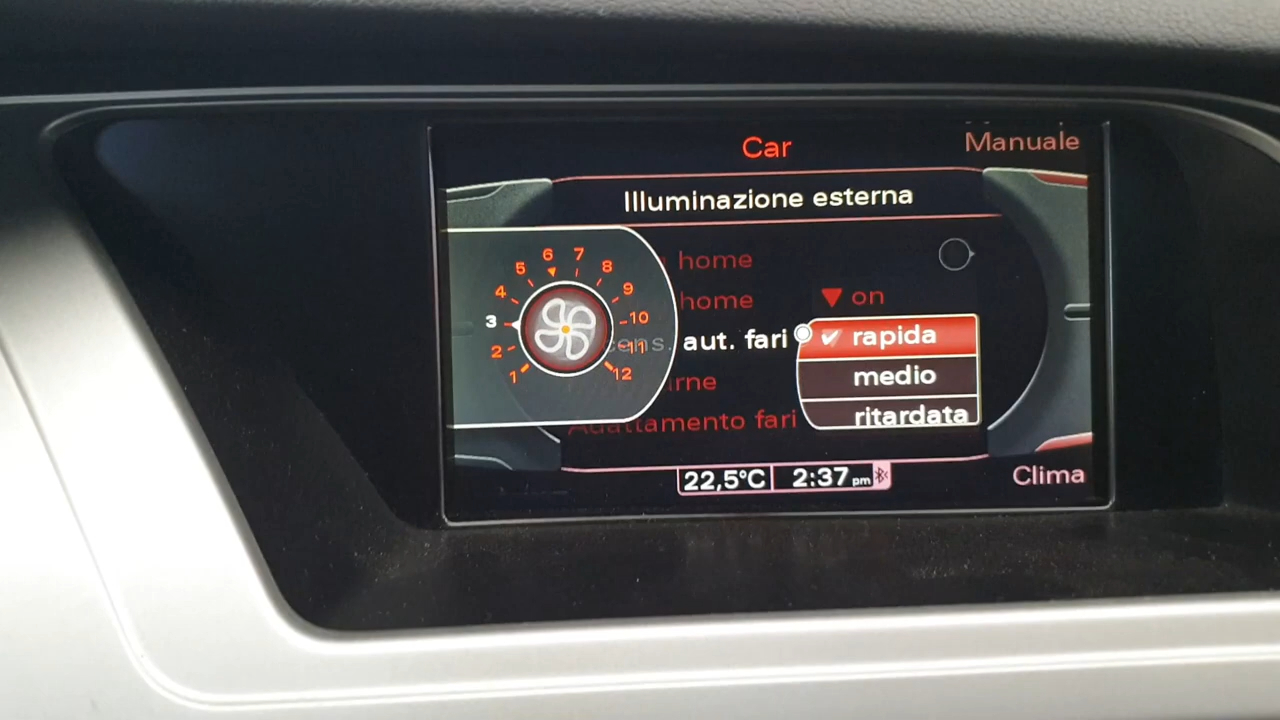 Car
Manuale
Illuminazione esterna
home
home
on
aut. fari
rapida
medio
ritardata
Adattamento fari
1
2
3
4
5
6
7
8
9
10
11
12
22,5°C
2:37 pm
Clima